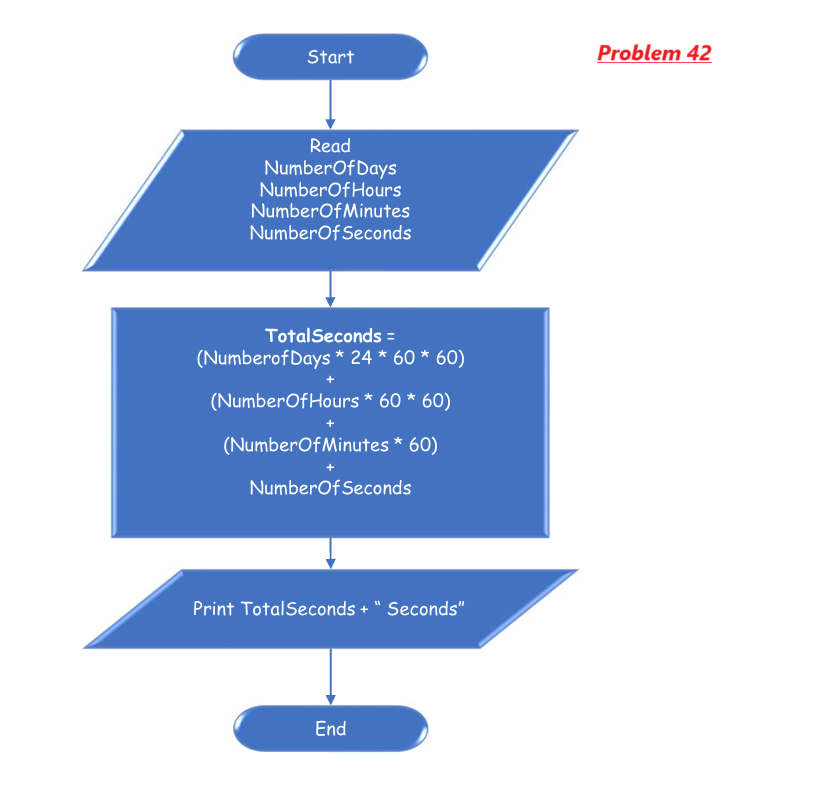 Problem 42
Start
Read
NumberOfDays
NumberOfHours
NumberOfMinutes
NumberOfSeconds
TotalSeconds =
(NumberofDays * 24 * 60 * 60)
+
(NumberOfHours * 60 * 60)
+
(NumberOfMinutes * 60)
+
NumberOfSeconds
Print TotalSeconds + “ Seconds”
End